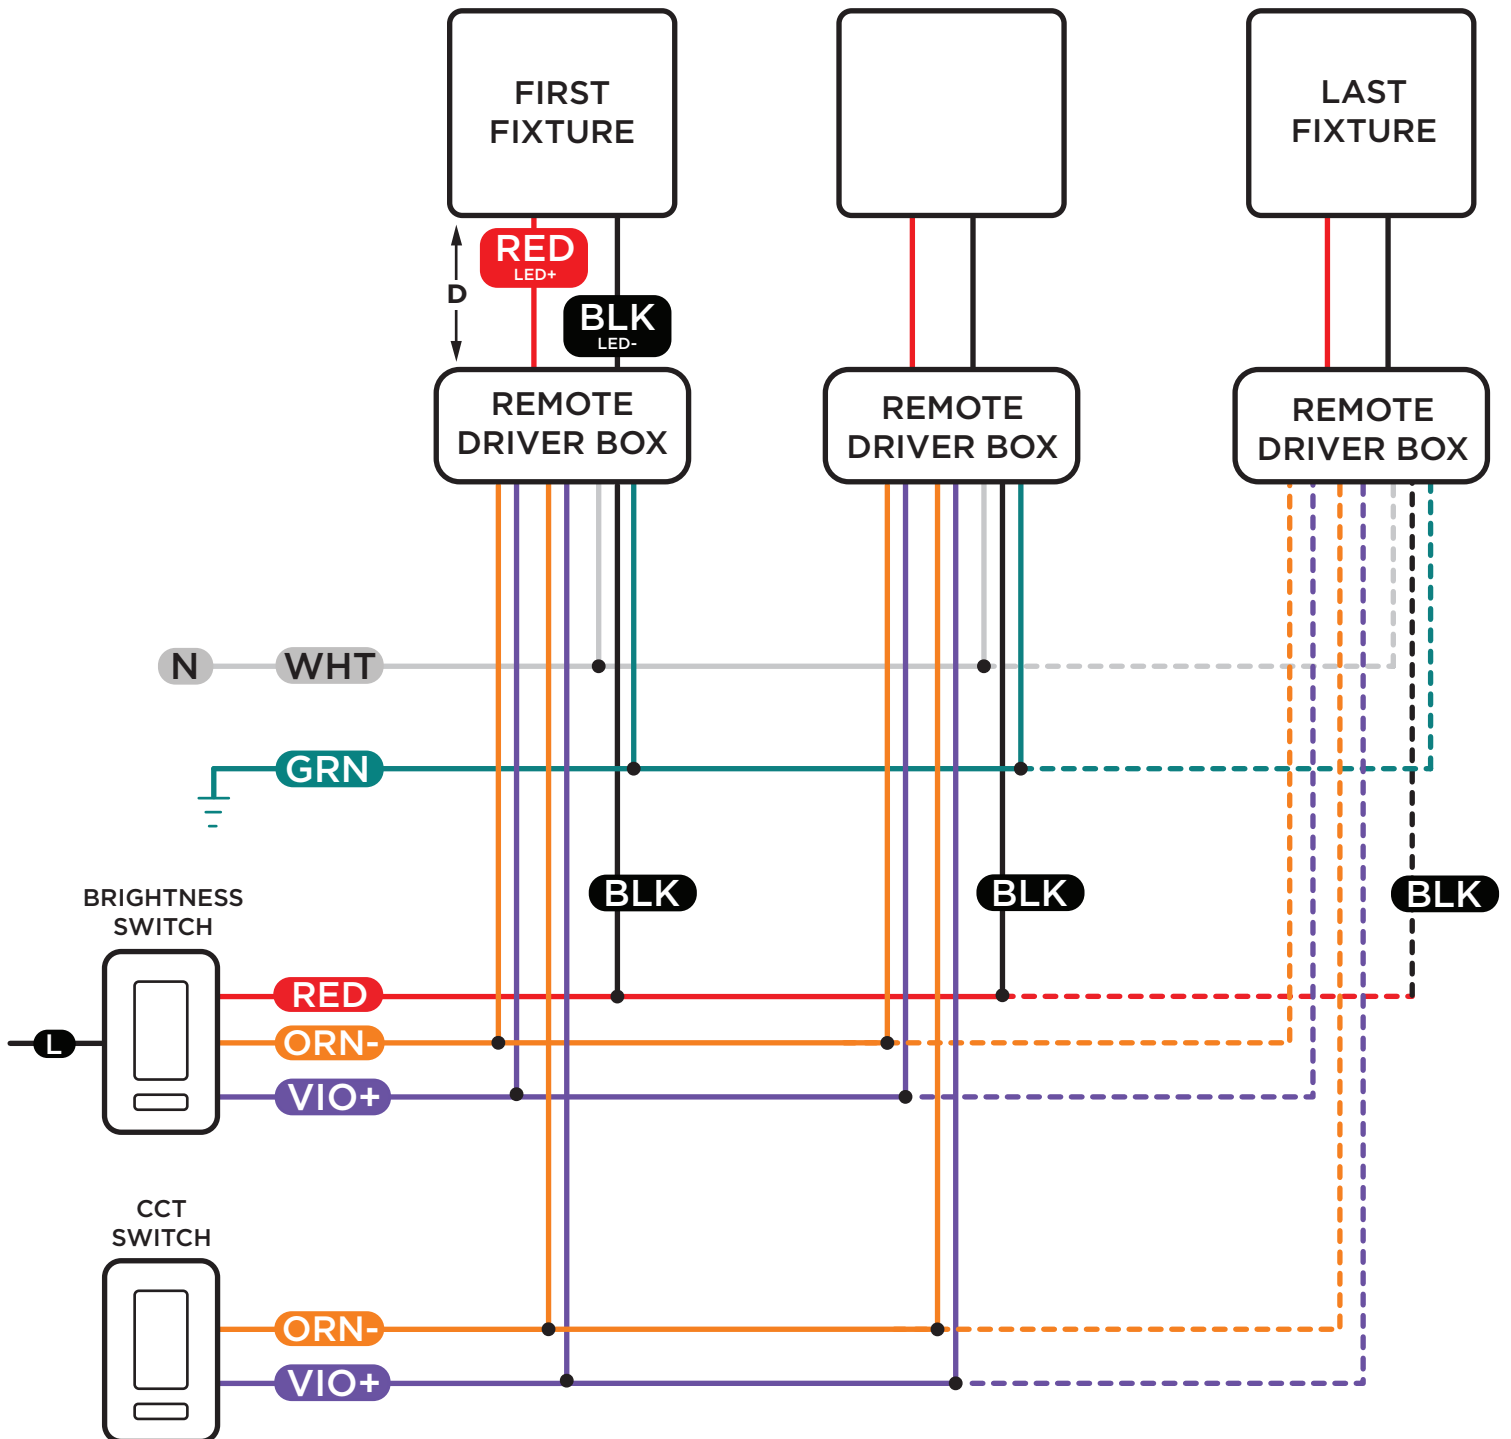 FIRST
FIXTURE
LAST
FIXTURE
RED
LED+
D
BLK
LED-
REMOTE
DRIVER BOX
REMOTE
DRIVER BOX
REMOTE
DRIVER BOX
N
WHT
GRN
BLK
BLK
BLK
BRIGHTNESS
SWITCH
RED
L
ORN-
VIO+
CCT
SWITCH
ORN-
VIO+